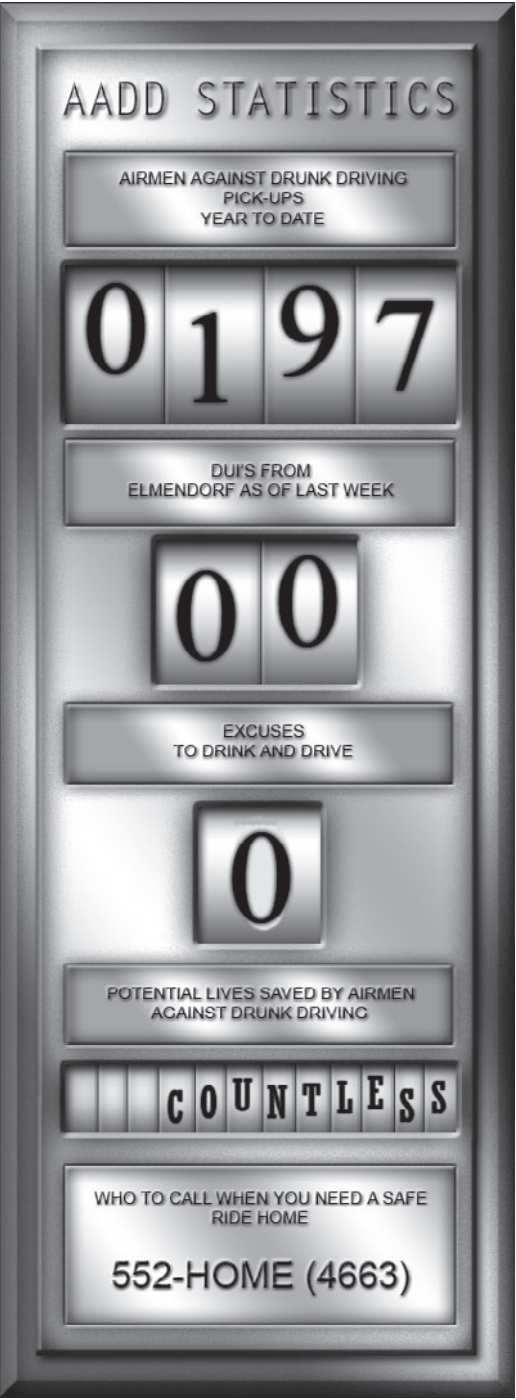 AADD STATISTICS
AIRMEN AGAINST DRUNK DRIVING
PICK-UPS
YEAR TO DATE
0197
DUI'S FROM
ELMENDORF AS OF LAST WEEK
00
EXCUSES
TO DRINK AND DRIVE
0
POTENTIAL LIVES SAVED BY AIRMEN
AGAINST DRUNK DRIVING
COUNTLESS
WHO TO CALL WHEN YOU NEED A SAFE
RIDE HOME
552-HOME (4663)